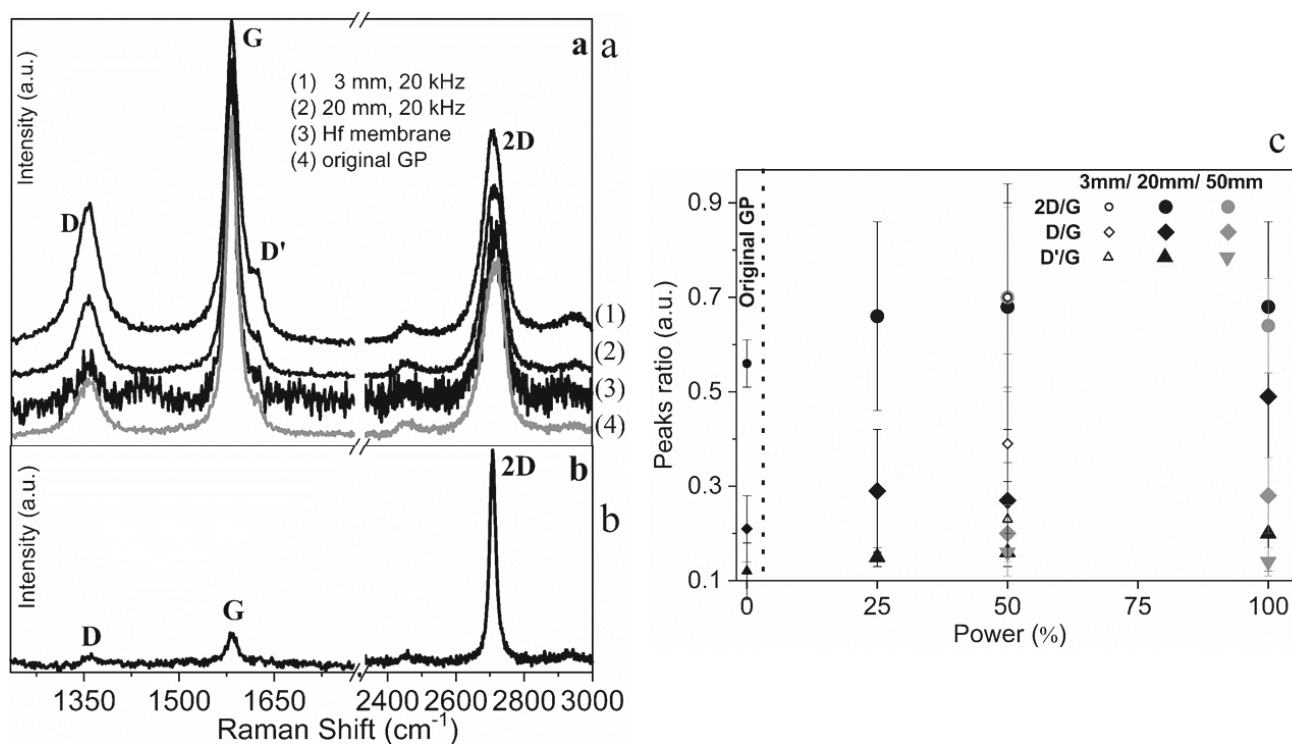 Intensity (a.u.)
G
a
a
(1) 3 mm, 20 kHz
(2) 20 mm, 20 kHz
(3) Hf membrane
(4) original GP
2D
D
D'
(1)
(2)
(3)
(4)
Intensity (a.u.)
b
b
2D
D
G
1350 1500 1650 2400 2600 2800 3000
Raman Shift (cm⁻¹)
c
3mm/ 20mm/ 50mm
2D/G
D/G
D'/G
Original GP
Peaks ratio (a.u.)
0.9
0.7
0.5
0.3
0.1
0 25 50 75 100
Power (%)